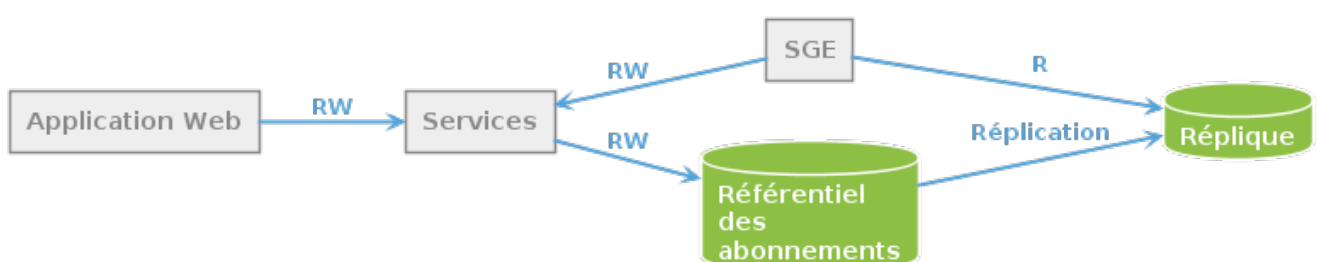 SGE
RW
R
RW
Application Web
Services
Réplication
Réplique
RW
Référentiel
des
abonnements